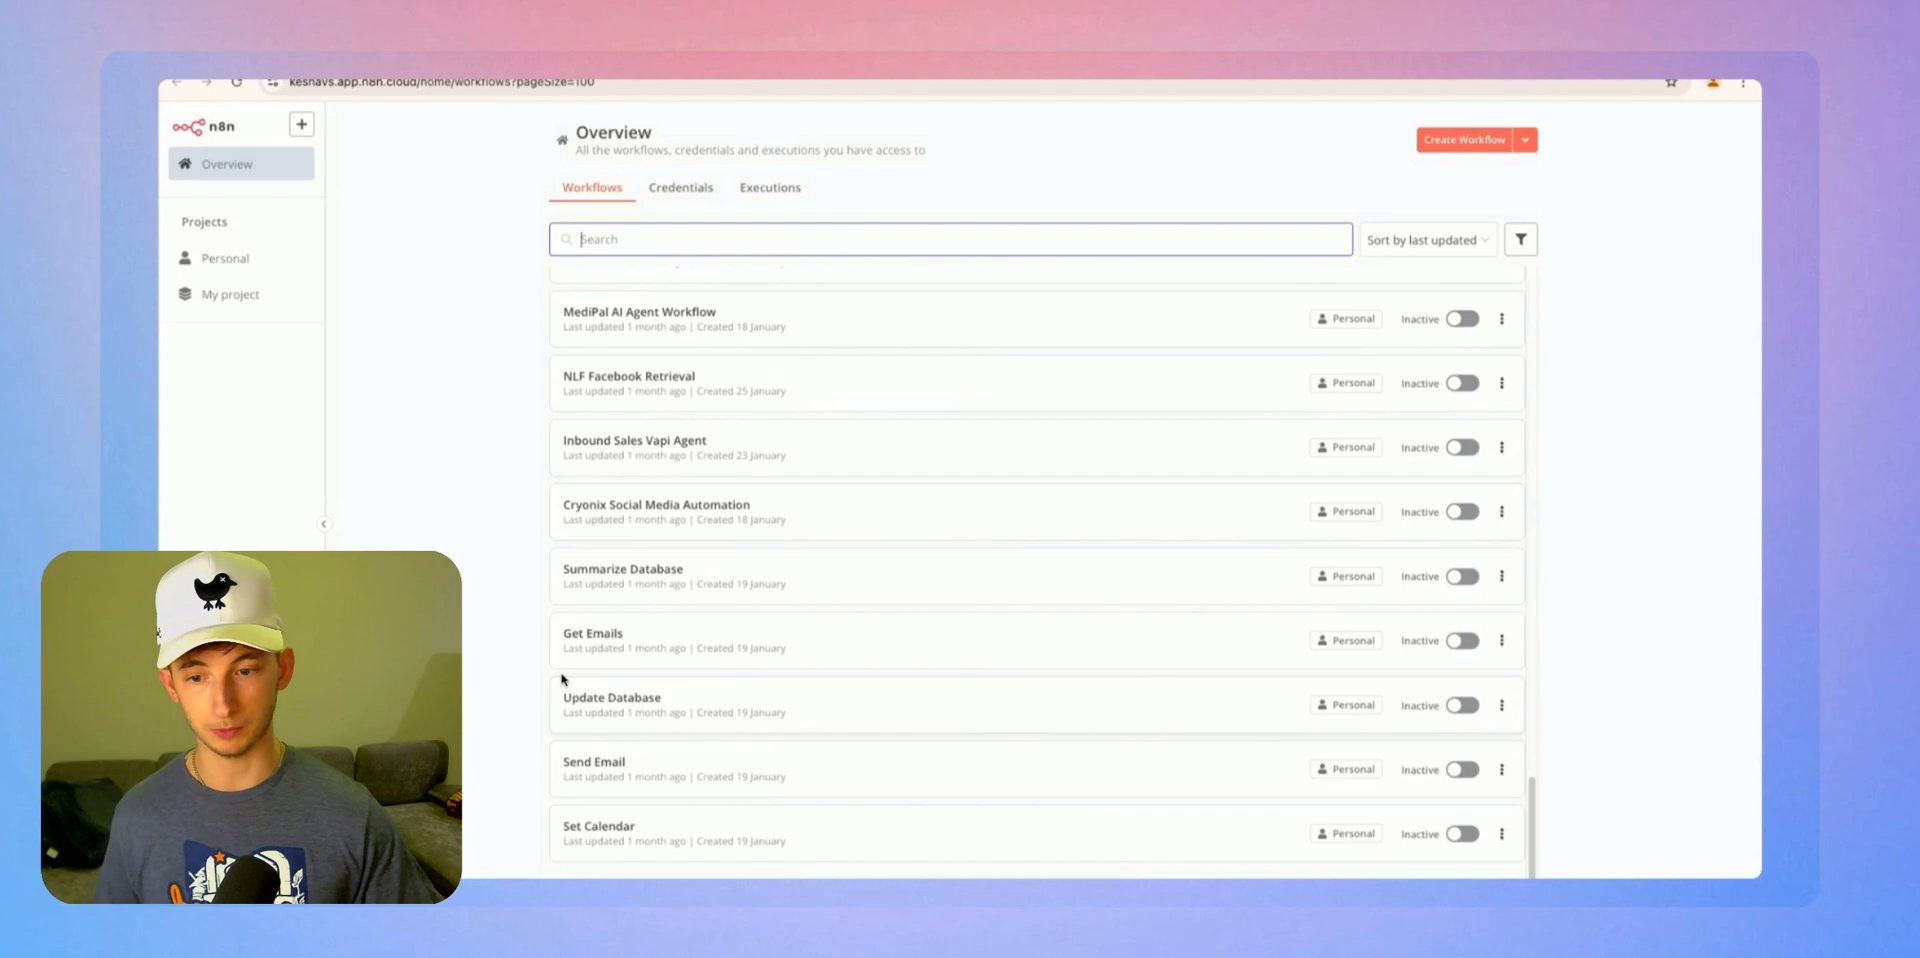 kesnavs.app.n8n.cloud/home/workflows?pageSize=100
n8n
+
Overview
Projects
Personal
My project
Overview
All the workflows, credentials and executions you have access to
Create Workflow
Workflows Credentials Executions
Search
Sort by last updated
MediPal AI Agent Workflow
Last updated 1 month ago | Created 18 January
Personal Inactive
NLF Facebook Retrieval
Last updated 1 month ago | Created 25 January
Personal Inactive
Inbound Sales Vapi Agent
Last updated 1 month ago | Created 23 January
Personal Inactive
Cryonix Social Media Automation
Last updated 1 month ago | Created 18 January
Personal Inactive
Summarize Database
Last updated 1 month ago | Created 19 January
Personal Inactive
Get Emails
Last updated 1 month ago | Created 19 January
Personal Inactive
Update Database
Last updated 1 month ago | Created 19 January
Personal Inactive
Send Email
Last updated 1 month ago | Created 19 January
Personal Inactive
Set Calendar
Last updated 1 month ago | Created 19 January
Personal Inactive